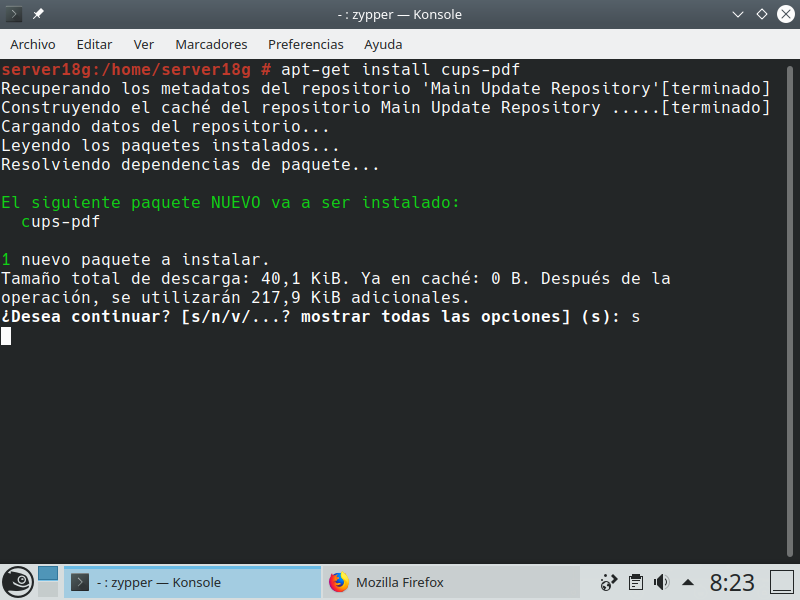 - : zypper — Konsole
Archivo Editar Ver Marcadores Preferencias Ayuda
server18g:/home/server18g # apt-get install cups-pdf
Recuperando los metadatos del repositorio 'Main Update Repository'[terminado]
Construyendo el caché del repositorio Main Update Repository .....[terminado]
Cargando datos del repositorio...
Leyendo los paquetes instalados...
Resolviendo dependencias de paquete...
El siguiente paquete NUEVO va a ser instalado:
cups-pdf
1 nuevo paquete a instalar.
Tamaño total de descarga: 40,1 KiB. Ya en caché: 0 B. Después de la
operación, se utilizarán 217,9 KiB adicionales.
¿Desea continuar? [s/n/v/...? mostrar todas las opciones] (s): s
- : zypper — Konsole Mozilla Firefox 8:23